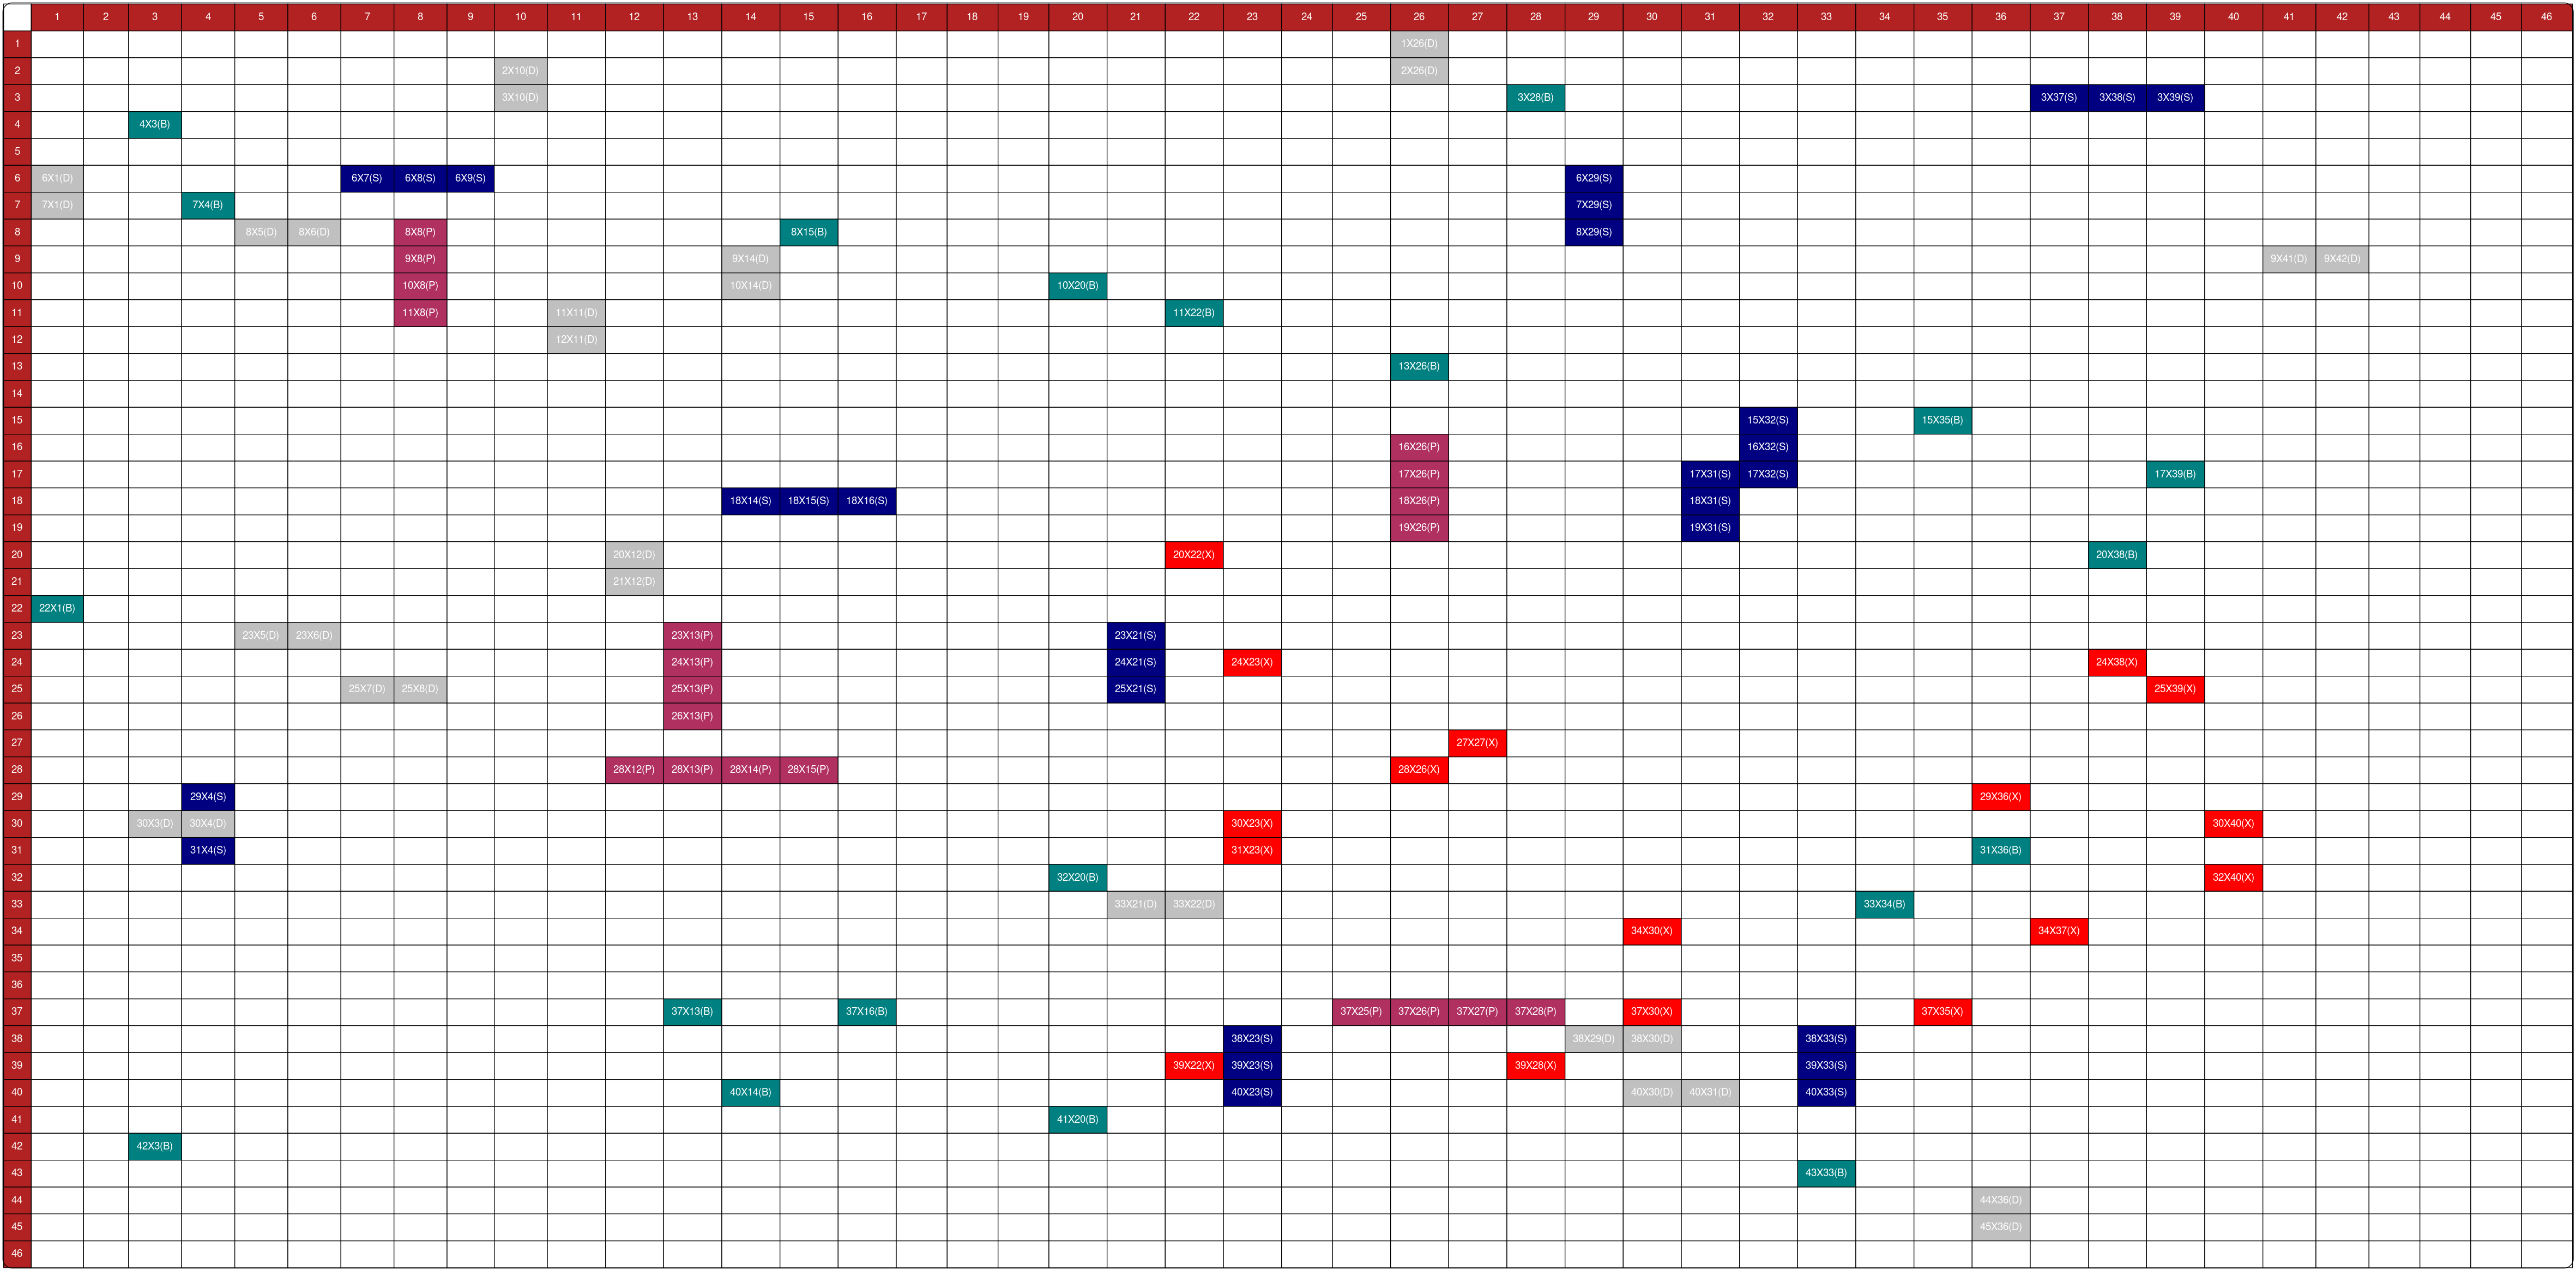 1 2 3 4 5 6 7 8 9 10 11 12 13 14 15 16 17 18 19 20 21 22 23 24 25 26 27 28 29 30 31 32 33 34 35 36 37 38 39 40 41 42 43 44 45 46
1 1X26(D)
2 2X10(D) 2X26(D)
3 3X10(D) 3X28(B) 3X37(S) 3X38(S) 3X39(S)
4 4X3(B)
5
6 6X1(D) 6X7(S) 6X8(S) 6X9(S) 6X29(S)
7 7X1(D) 7X4(B) 7X29(S)
8 8X5(D) 8X6(D) 8X8(P) 8X15(B) 8X29(S)
9 9X8(P) 9X14(D) 9X41(D) 9X42(D)
10 10X8(P) 10X14(D) 10X20(B)
11 11X8(P) 11X11(D) 11X22(B)
12 12X11(D)
13 13X26(B)
14
15 15X32(S) 15X35(B)
16 16X26(P) 16X32(S)
17 17X26(P) 17X31(S) 17X32(S) 17X39(B)
18 18X14(S) 18X15(S) 18X16(S) 18X26(P) 18X31(S)
19 19X26(P) 19X31(S)
20 20X12(D) 20X22(X) 20X38(B)
21 21X12(D)
22 22X1(B)
23 23X5(D) 23X6(D) 23X13(P) 23X21(S)
24 24X13(P) 24X21(S) 24X23(X) 24X38(X)
25 25X7(D) 25X8(D) 25X13(P) 25X21(S) 25X39(X)
26 26X13(P)
27 27X27(X)
28 28X12(P) 28X13(P) 28X14(P) 28X15(P) 28X26(X)
29 29X4(S) 29X36(X)
30 30X3(D) 30X4(D) 30X23(X) 30X40(X)
31 31X4(S) 31X23(X) 31X36(B)
32 32X20(B) 32X40(X)
33 33X21(D) 33X22(D) 33X34(B)
34 34X30(X) 34X37(X)
35
36
37 37X13(B) 37X16(B) 37X25(P) 37X26(P) 37X27(P) 37X28(P) 37X30(X) 37X35(X)
38 38X23(S) 38X29(D) 38X30(D) 38X33(S)
39 39X22(X) 39X23(S) 39X28(X) 39X33(S)
40 40X14(B) 40X23(S) 40X30(D) 40X31(D) 40X33(S)
41 41X20(B)
42 42X3(B)
43 43X33(B)
44 44X36(D)
45 45X36(D)
46